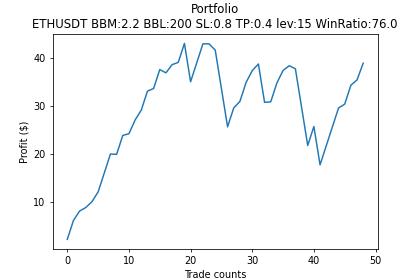 Portfolio
ETHUSDT BBM:2.2 BBL:200 SL:0.8 TP:0.4 lev:15 WinRatio:76.0
40
30
20
10
Profit ($)
0 10 20 30 40 50
Trade counts